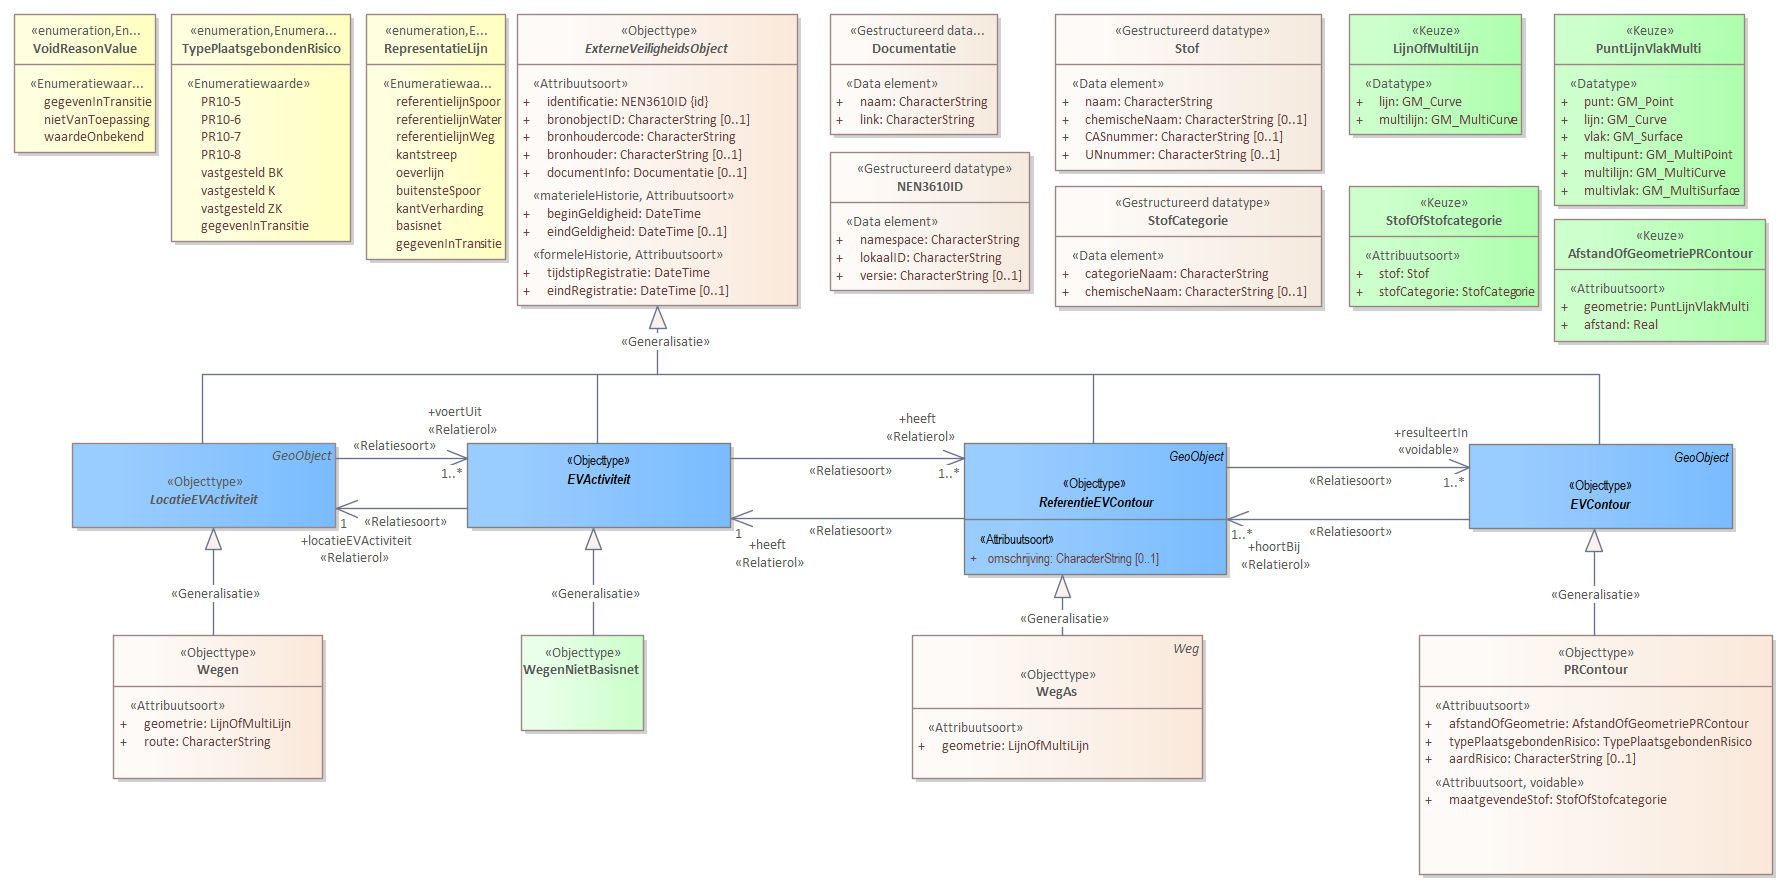 «enumeration,En...
VoidReasonValue
«Enumeratiewaar...
gegevenInTransitie
nietVanToepassing
waardeOnbekend
«enumeration,Enumera...
TypePlaatsgebondenRisico
«Enumeratiewaarde»
PR10-5
PR10-6
PR10-7
PR10-8
vastgesteld BK
vastgesteld K
vastgesteld ZK
gegevenInTransitie
«enumeration,E...
RepresentatieLijn
«Enumeratiewaa...
referentielijnSpoor
referentielijnWater
referentielijnWeg
kantstreep
oeverlijn
buitensteSpoor
kantVerharding
basisnet
gegevenInTransitie
«Objecttype»
ExterneVeiligheidsObject
«Attribuutsoort»
+ identificatie: NEN3610ID {id}
+ bronobjectID: CharacterString [0..1]
+ bronhoudercode: CharacterString
+ bronhouder: CharacterString [0..1]
+ documentInfo: Documentatie [0..1]
«materieleHistorie, Attribuutsoort»
+ beginGeldigheid: DateTime
+ eindGeldigheid: DateTime [0..1]
«formeleHistorie, Attribuutsoort»
+ tijdstipRegistratie: DateTime
+ eindRegistratie: DateTime [0..1]
«Gestructureerd data...
Documentatie
«Data element»
+ naam: CharacterString
+ link: CharacterString
«Gestructureerd datatype»
NEN3610ID
«Data element»
+ namespace: CharacterString
+ lokaalID: CharacterString
+ versie: CharacterString [0..1]
«Gestructureerd datatype»
Stof
«Data element»
+ naam: CharacterString
+ chemischeNaam: CharacterString [0..1]
+ CASnummer: CharacterString [0..1]
+ UNnummer: CharacterString [0..1]
«Gestructureerd datatype»
StofCategorie
«Data element»
+ categorieNaam: CharacterString
+ chemischeNaam: CharacterString [0..1]
«Keuze»
LijnOfMultiLijn
«Datatype»
+ lijn: GM_Curve
+ multilijn: GM_MultiCurve
«Keuze»
StofOfStofcategorie
«Attribuutsoort»
+ stof: Stof
+ stofCategorie: StofCategorie
«Keuze»
PuntLijnVlakMulti
«Datatype»
+ punt: GM_Point
+ lijn: GM_Curve
+ vlak: GM_Surface
+ multipunt: GM_MultiPoint
+ multilijn: GM_MultiCurve
+ multivlak: GM_MultiSurface
«Keuze»
AfstandOfGeometriePRContour
«Attribuutsoort»
+ geometrie: PuntLijnVlakMulti
+ afstand: Real
«Generalisatie»
GeoObject
«Objecttype»
LocatieEVActiviteit
+voertUit
«Relatierol»
«Relatiesoort»
1..*
«Relatiesoort»
1
+locatieEVActiviteit
«Relatierol»
«Objecttype»
EVActiviteit
+heeft
«Relatierol»
«Relatiesoort»
1..*
«Relatiesoort»
1
+heeft
«Relatierol»
GeoObject
«Objecttype»
ReferentieEVContour
«Attribuutsoort»
+ omschrijving: CharacterString [0..1]
+resulteertIn
«voidable»
«Relatiesoort»
1..*
«Relatiesoort»
1..*
+hoortBij
«Relatierol»
GeoObject
«Objecttype»
EVContour
«Generalisatie»
«Generalisatie»
«Generalisatie»
«Generalisatie»
«Objecttype»
Wegen
«Attribuutsoort»
+ geometrie: LijnOfMultiLijn
+ route: CharacterString
«Objecttype»
WegenNietBasisnet
Weg
«Objecttype»
WegAs
«Attribuutsoort»
+ geometrie: LijnOfMultiLijn
«Objecttype»
PRContour
«Attribuutsoort»
+ afstandOfGeometrie: AfstandOfGeometriePRContour
+ typePlaatsgebondenRisico: TypePlaatsgebondenRisico
+ aardRisico: CharacterString [0..1]
«Attribuutsoort, voidable»
+ maatgevendeStof: StofOfStofcategorie